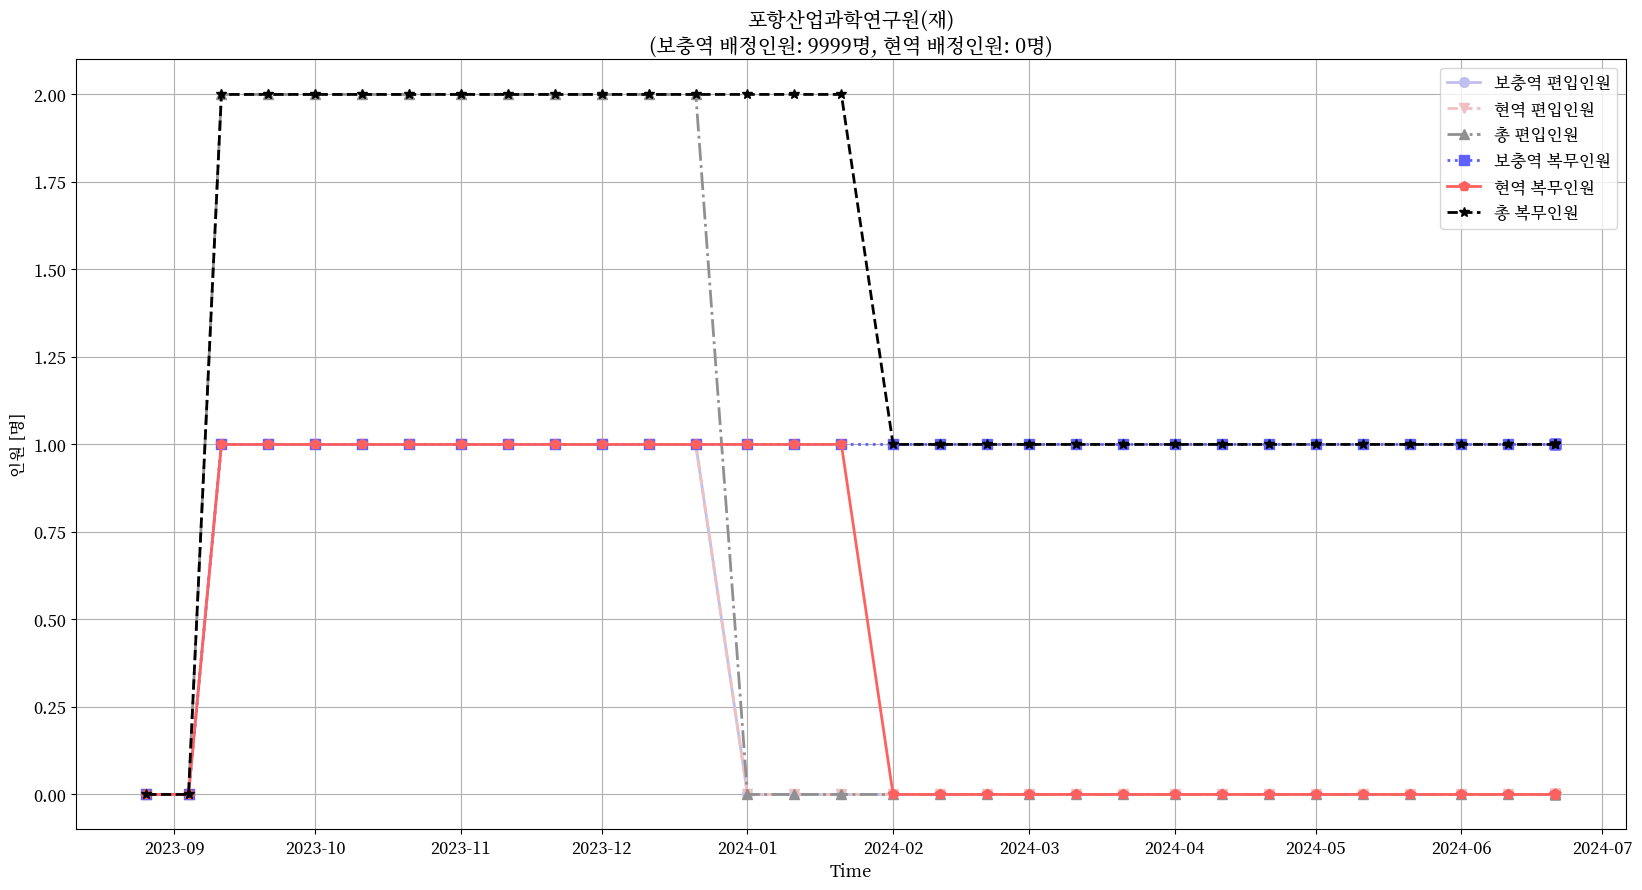 포항산업과학연구원(재)
(보충역 배정인원: 9999명, 현역 배정인원: 0명)
보충역 편입인원
현역 편입인원
총 편입인원
보충역 복무인원
현역 복무인원
총 복무인원
인원 [명]
2.00
1.75
1.50
1.25
1.00
0.75
0.50
0.25
0.00
2023-09 2023-10 2023-11 2023-12 2024-01 2024-02 2024-03 2024-04 2024-05 2024-06 2024-07
Time